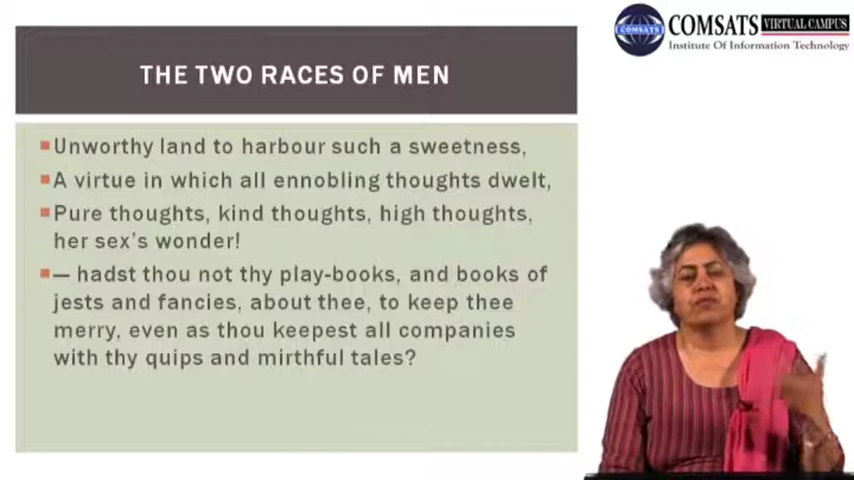 COMSATS
COMSATS VIRTUAL CAMPUS
Institute Of Information Technology
THE TWO RACES OF MEN
Unworthy land to harbour such a sweetness,
A virtue in which all ennobling thoughts dwelt,
Pure thoughts, kind thoughts, high thoughts,
her sex's wonder!
— hadst thou not thy play-books, and books of
jests and fancies, about thee, to keep thee
merry, even as thou keepest all companies
with thy quips and mirthful tales?